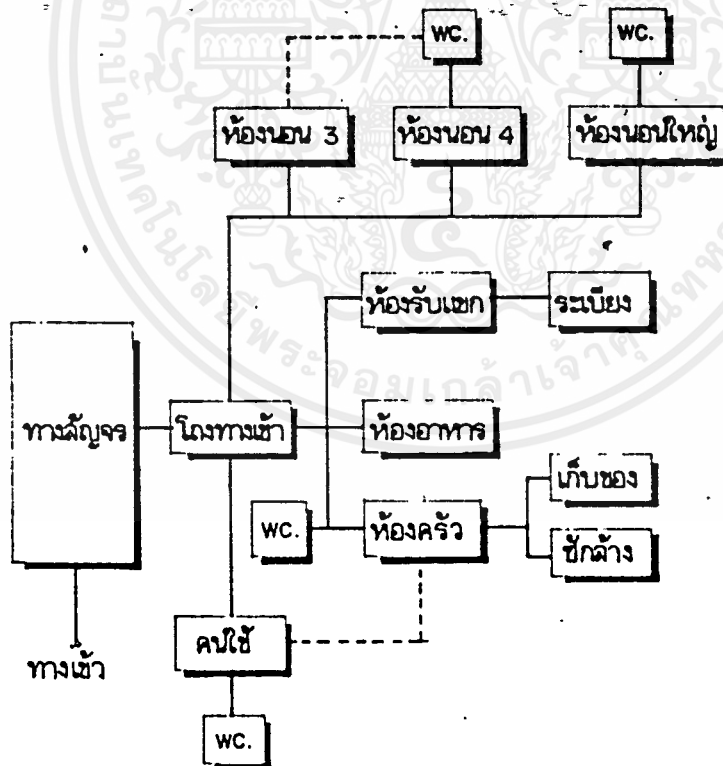 WC.
WC.
ห้องนอน 3
ห้องนอน 4
ห้องนอนใหญ่
ห้องรับแขก
ระเบียง
ทางสัญจร
โถงทางเข้า
ห้องอาหาร
เก็บของ
WC.
ห้องครัว
ซักล้าง
คนใช้
ทางเข้า
WC.